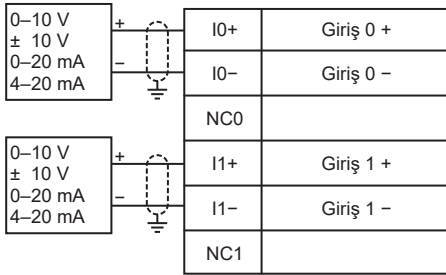 0–10 V
± 10 V
0–20 mA
4–20 mA
+
−
I0+ Giriş 0 +
I0− Giriş 0 −
NC0
0–10 V
± 10 V
0–20 mA
4–20 mA
+
−
I1+ Giriş 1 +
I1− Giriş 1 −
NC1